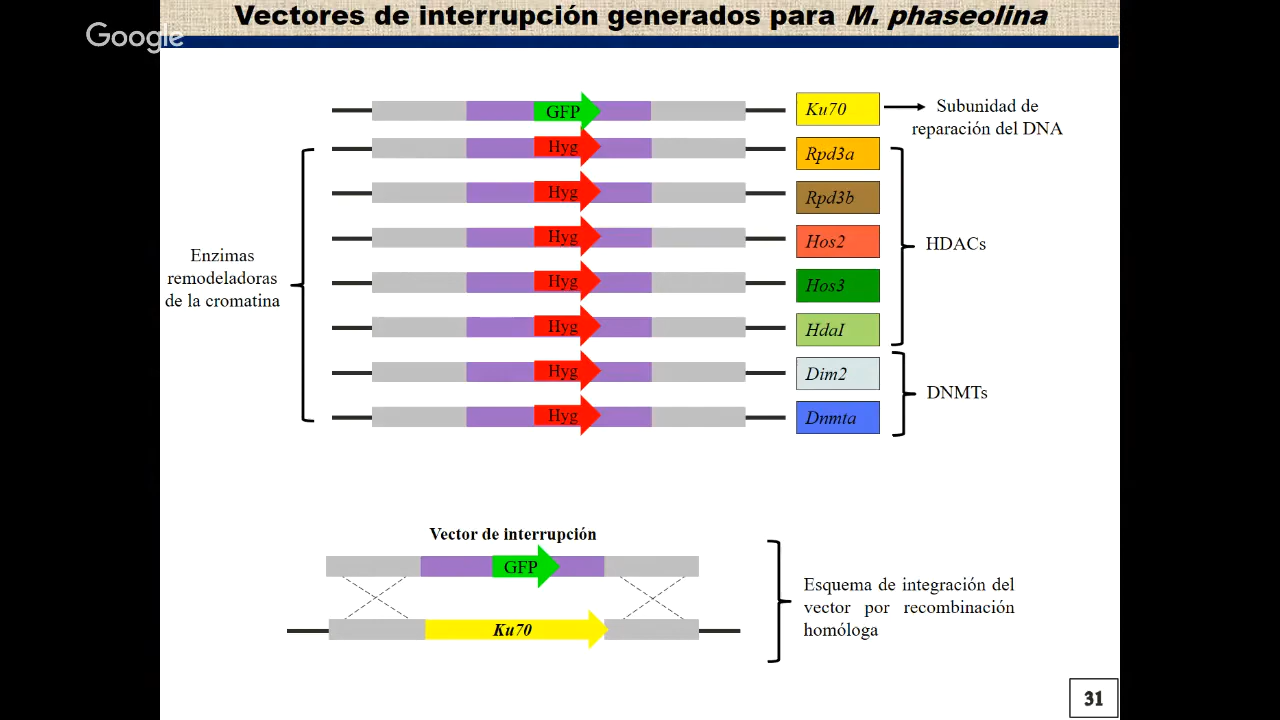 Vectores de interrupción generados para M. phaseolina
Google
GFP
Ku70
Subunidad de
reparación del DNA
Hyg
Rpd3a
Hyg
Rpd3b
Hyg
Hos2
HDACs
Enzimas
remodeladoras
de la cromatina
Hyg
Hos3
Hyg
HdaI
Hyg
Dim2
DNMTs
Hyg
Dnmta
Vector de interrupción
GFP
Ku70
Esquema de integración del
vector por recombinación
homóloga
31